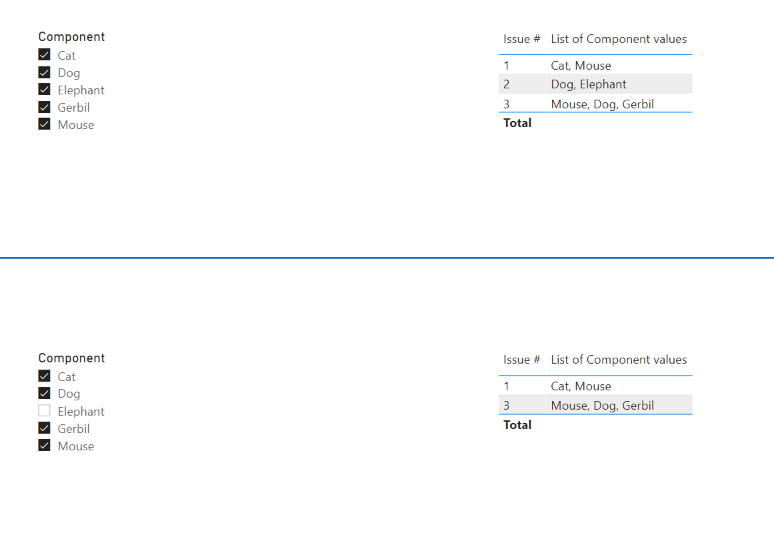 Component
Cat
Dog
Elephant
Gerbil
Mouse
Issue # List of Component values
1 Cat, Mouse
2 Dog, Elephant
3 Mouse, Dog, Gerbil
Total
Component
Cat
Dog
Elephant
Gerbil
Mouse
Issue # List of Component values
1 Cat, Mouse
3 Mouse, Dog, Gerbil
Total